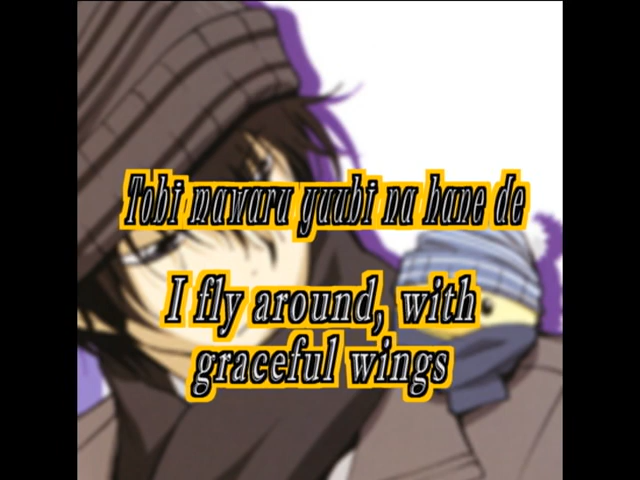 Tobi mawaru yuubi na hane de
I fly around, with
graceful wings